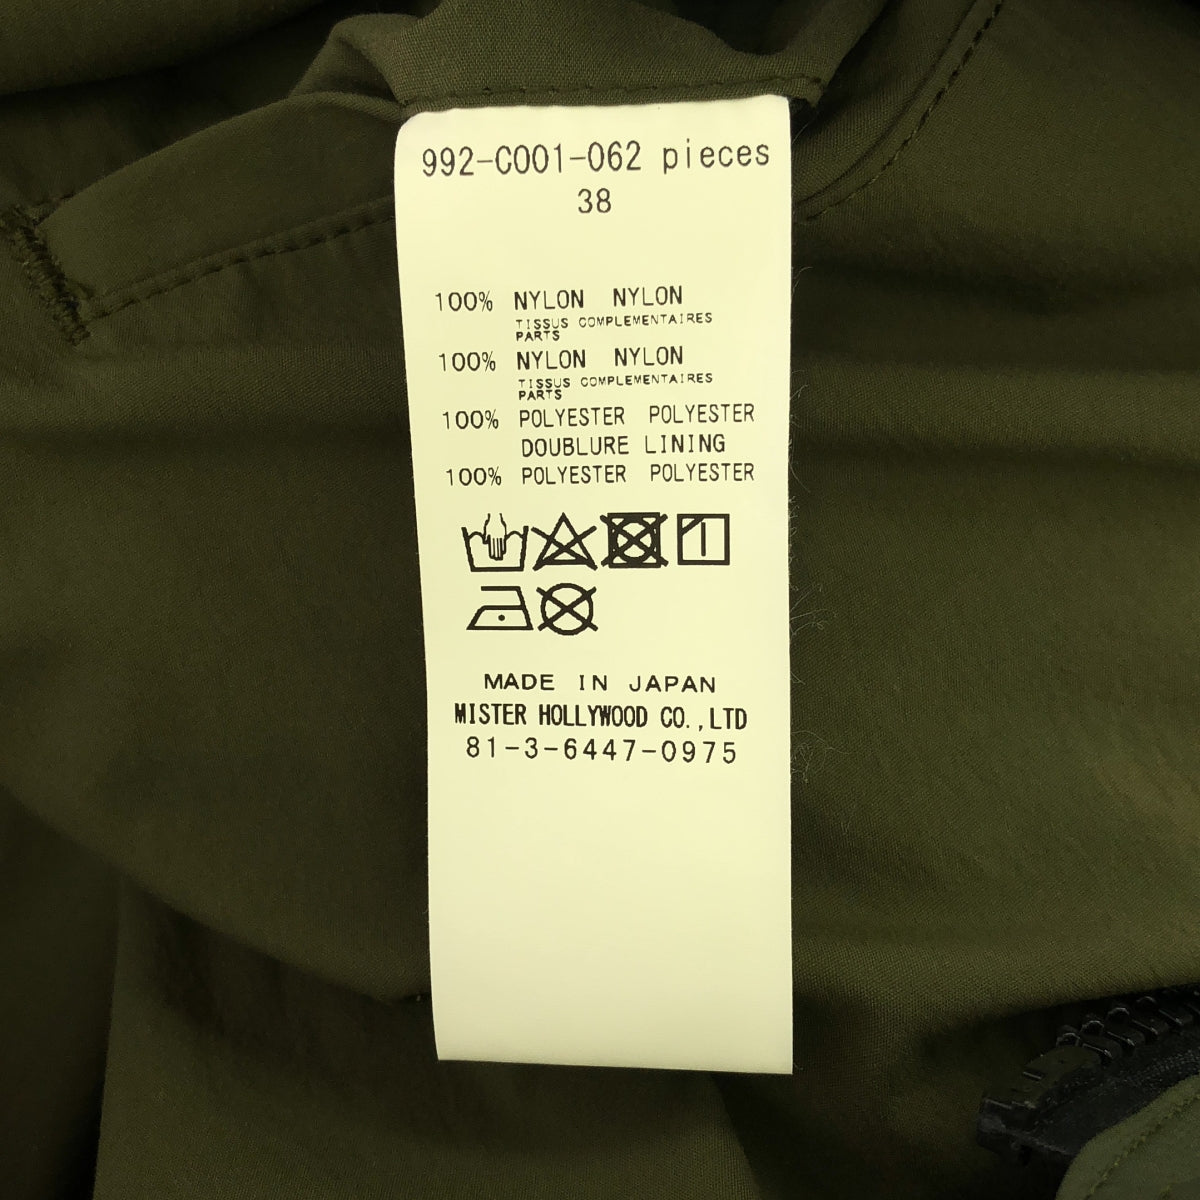 992-C001-062 pieces
38
100% NYLON NYLON
TISSUS COMPLEMENTAIRES
PARTS
100% NYLON NYLON
TISSUS COMPLEMENTAIRES
PARTS
100% POLYESTER POLYESTER
DOUBLURE LINING
100% POLYESTER POLYESTER
MADE IN JAPAN
MISTER HOLLYWOOD CO.,LTD
81-3-6447-0975